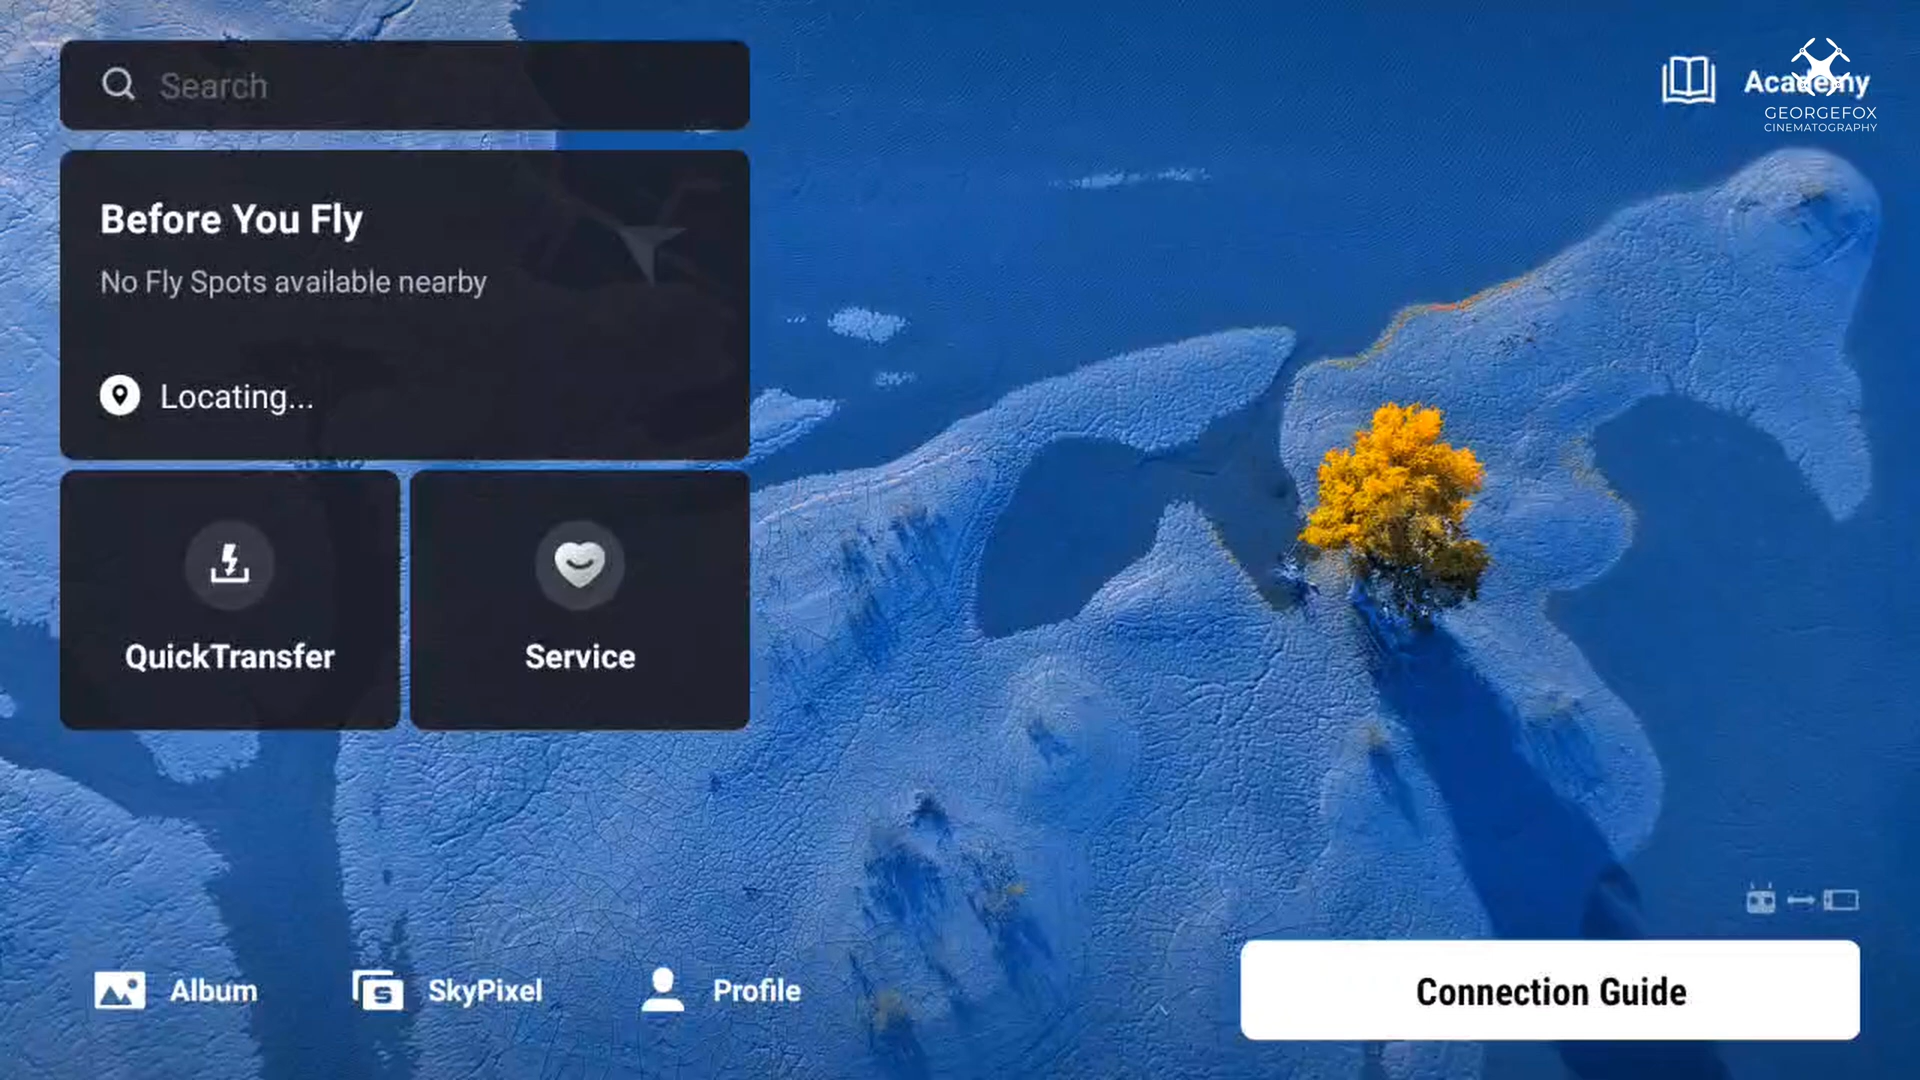 Search
Academy
GEORGEFOX
CINEMATOGRAPHY
Before You Fly
No Fly Spots available nearby
Locating...
QuickTransfer
Service
Album
SkyPixel
Profile
Connection Guide